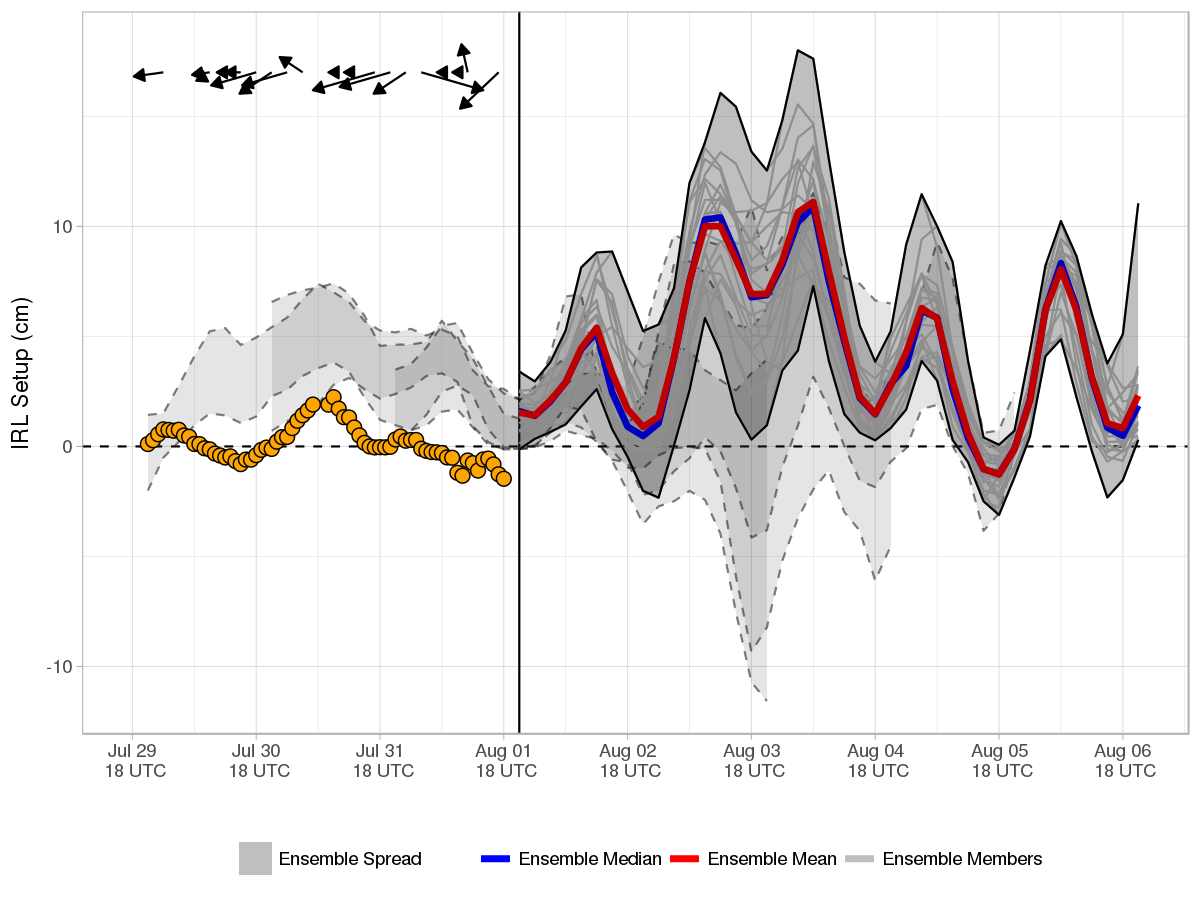 IRL Setup (cm)
10
0
-10
Jul 29 Jul 30 Jul 31 Aug 01 Aug 02 Aug 03 Aug 04 Aug 05 Aug 06
18 UTC 18 UTC 18 UTC 18 UTC 18 UTC 18 UTC 18 UTC 18 UTC 18 UTC
Ensemble Spread Ensemble Median Ensemble Mean Ensemble Members